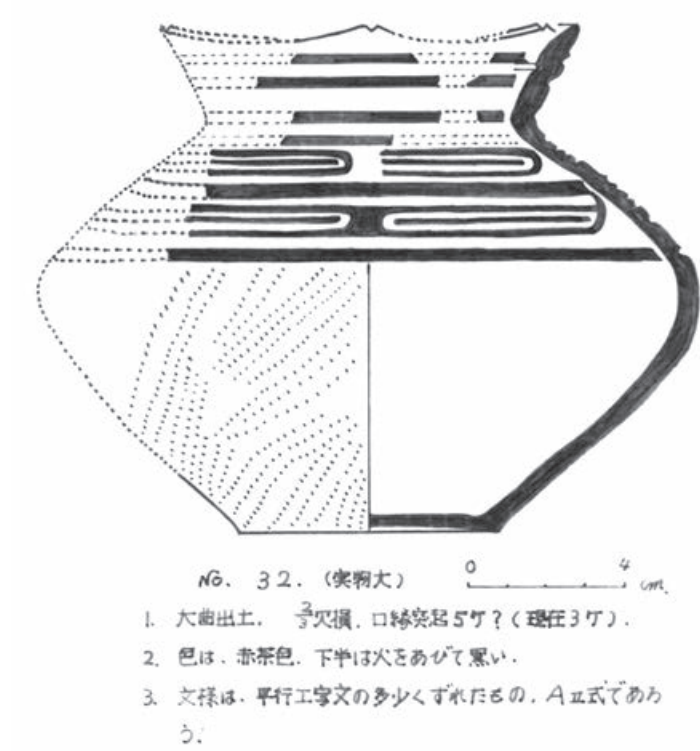 No. 32. (実物大)
0 4 cm.
1. 大曲出土. 2/3欠損. 口縁突起5ケ?(現在3ケ).
2. 色は. 赤茶色. 下半は火をあびて黒い.
3. 文様は. 平行工字文の多少くずれたもの. A II式であろ
う.